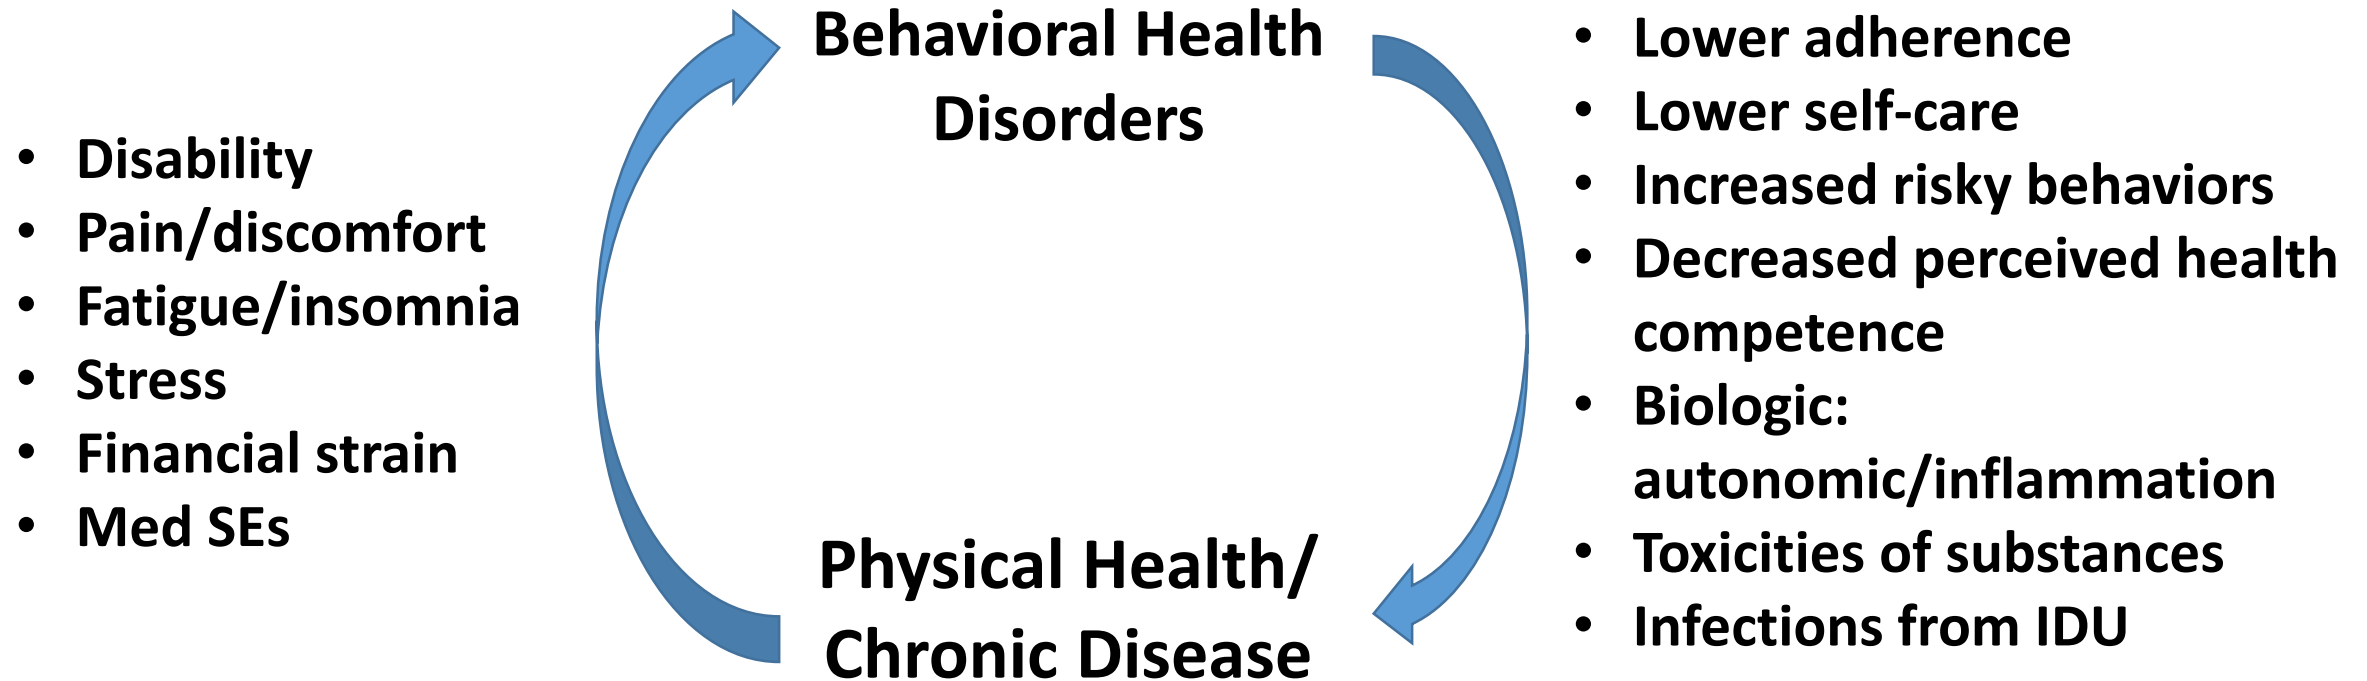 Behavioral Health
Disorders
• Disability
• Pain/discomfort
• Fatigue/insomnia
• Stress
• Financial strain
• Med SEs
• Lower adherence
• Lower self-care
• Increased risky behaviors
• Decreased perceived health
competence
• Biologic:
autonomic/inflammation
• Toxicities of substances
• Infections from IDU
Physical Health/
Chronic Disease